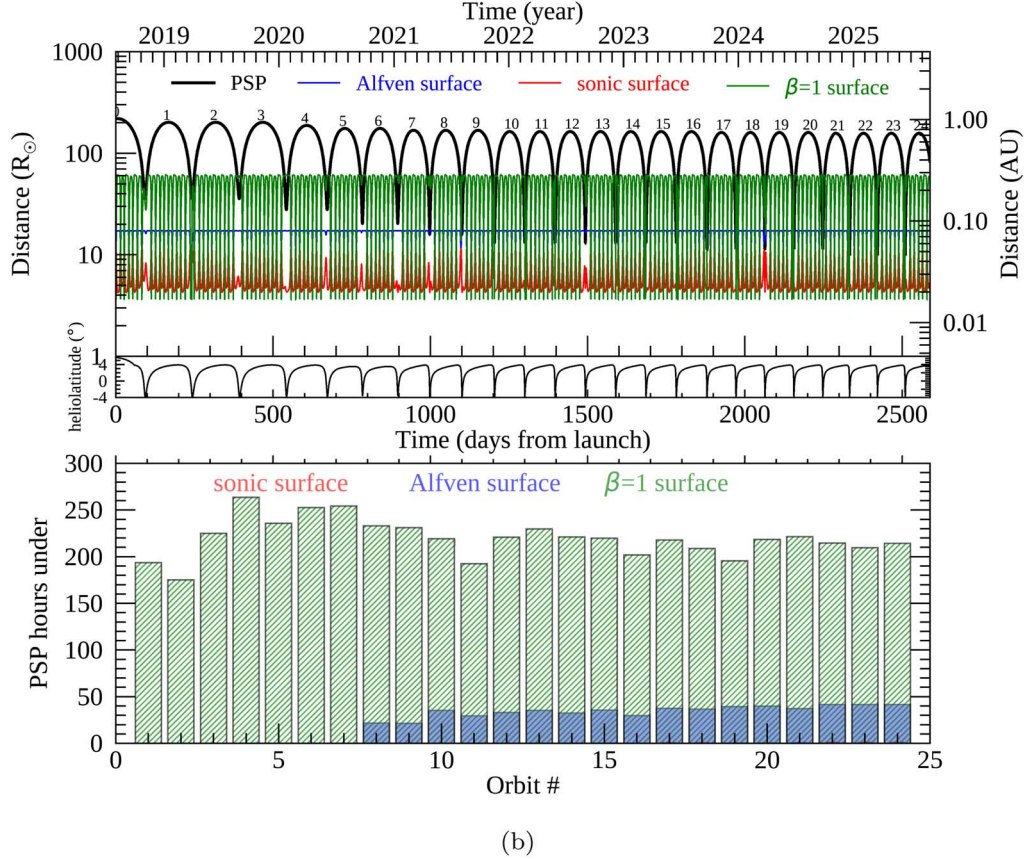 Time (year)
2019 2020 2021 2022 2023 2024 2025
1000
PSP Alfven surface sonic surface β=1 surface
1 2 3 4 5 6 7 8 9 10 11 12 13 14 15 16 17 18 19 20 21 22 23
100
10
1
Distance (R☉)
1.00
0.10
0.01
Distance (AU)
heliolatitude (°)
4
0
-4
0 500 1000 1500 2000 2500
Time (days from launch)
300
250
200
150
100
50
0
PSP hours under
sonic surface Alfven surface β=1 surface
0 5 10 15 20 25
Orbit #
(b)